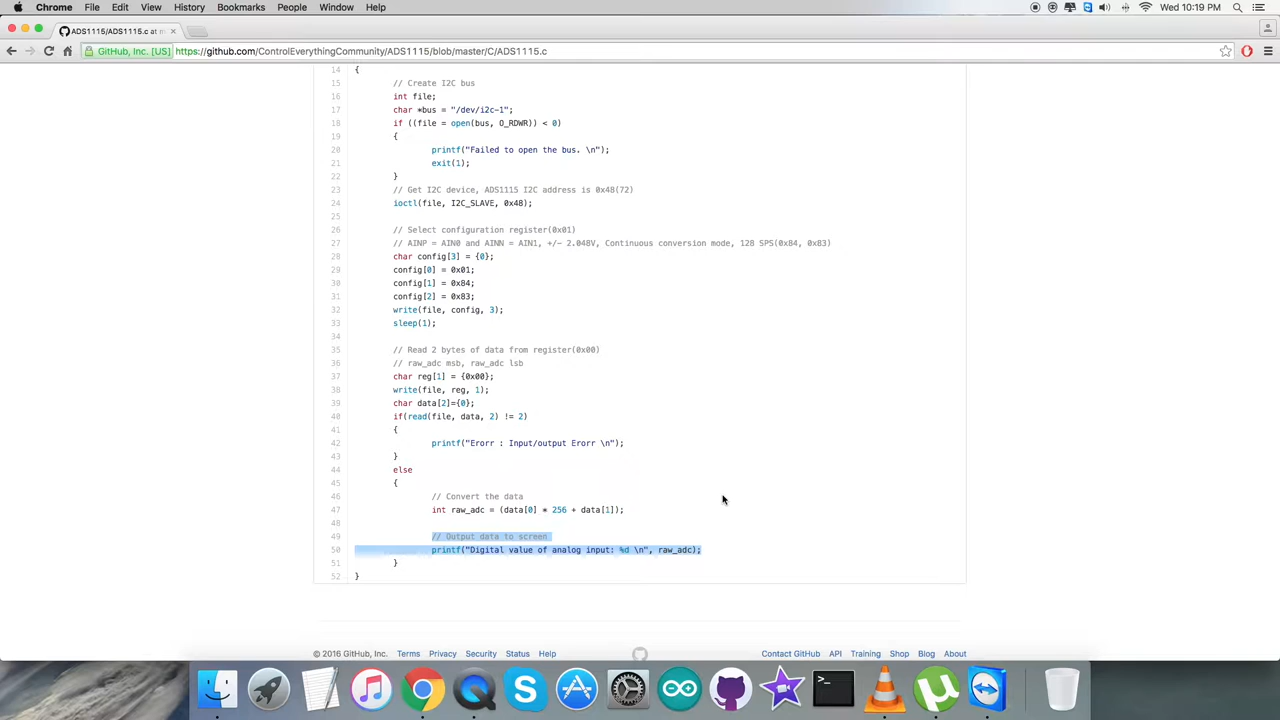 Chrome File Edit View History Bookmarks People Window Help Wed 10:19 PM
ADS1115/ADS1115.c at m
GitHub, Inc. [US] https://github.com/ControlEverythingCommunity/ADS1115/blob/master/C/ADS1115.c
14 {
15 // Create I2C bus
16 int file;
17 char *bus = "/dev/i2c-1";
18 if ((file = open(bus, O_RDWR)) < 0)
19 {
20 printf("Failed to open the bus. \n");
21 exit(1);
22 }
23 // Get I2C device, ADS1115 I2C address is 0x48(72)
24 ioctl(file, I2C_SLAVE, 0x48);
25
26 // Select configuration register(0x01)
27 // AINP = AIN0 and AINN = AIN1, +/- 2.048V, Continuous conversion mode, 128 SPS(0x84, 0x83)
28 char config[3] = {0};
29 config[0] = 0x01;
30 config[1] = 0x84;
31 config[2] = 0x83;
32 write(file, config, 3);
33 sleep(1);
34
35 // Read 2 bytes of data from register(0x00)
36 // raw_adc msb, raw_adc lsb
37 char reg[1] = {0x00};
38 write(file, reg, 1);
39 char data[2]={0};
40 if(read(file, data, 2) != 2)
41 {
42 printf("Erorr : Input/output Erorr \n");
43 }
44 else
45 {
46 // Convert the data
47 int raw_adc = (data[0] * 256 + data[1]);
48
49 // Output data to screen
50 printf("Digital value of analog input: %d \n", raw_adc);
51 }
52 }
© 2016 GitHub, Inc. Terms Privacy Security Status Help Contact GitHub API Training Shop Blog About